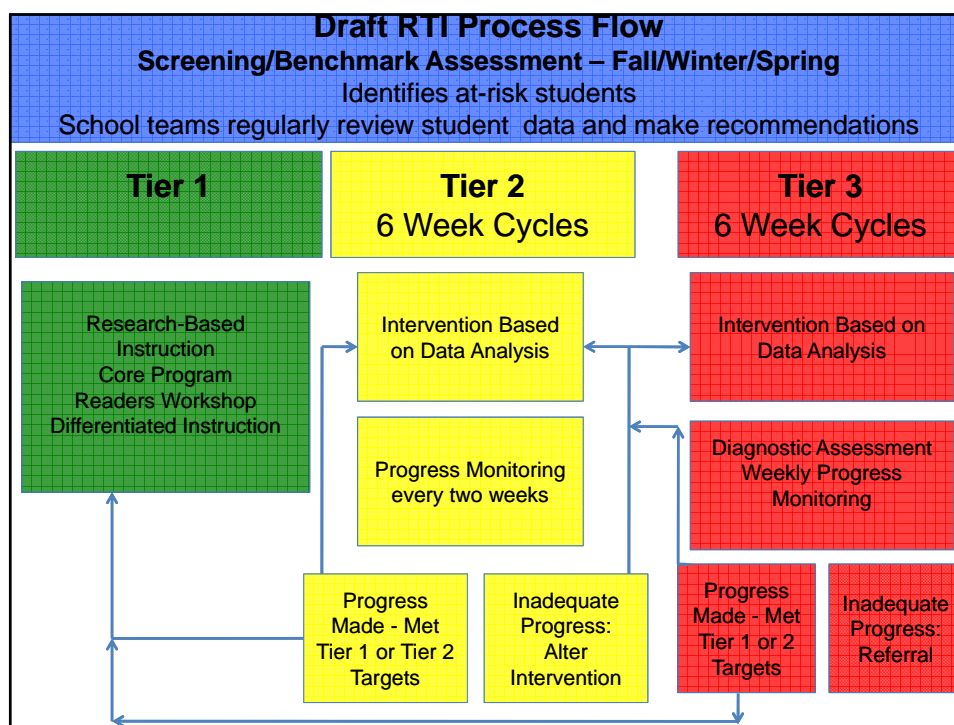 Draft RTI Process Flow
Screening/Benchmark Assessment – Fall/Winter/Spring
Identifies at-risk students
School teams regularly review student data and make recommendations
Tier 1
Tier 2
6 Week Cycles
Tier 3
6 Week Cycles
Research-Based
Instruction
Core Program
Readers Workshop
Differentiated Instruction
Intervention Based
on Data Analysis
Intervention Based on
Data Analysis
Progress Monitoring
every two weeks
Diagnostic Assessment
Weekly Progress
Monitoring
Progress
Made - Met
Tier 1 or Tier 2
Targets
Inadequate
Progress:
Alter
Intervention
Progress
Made - Met
Tier 1 or 2
Targets
Inadequate
Progress:
Referral